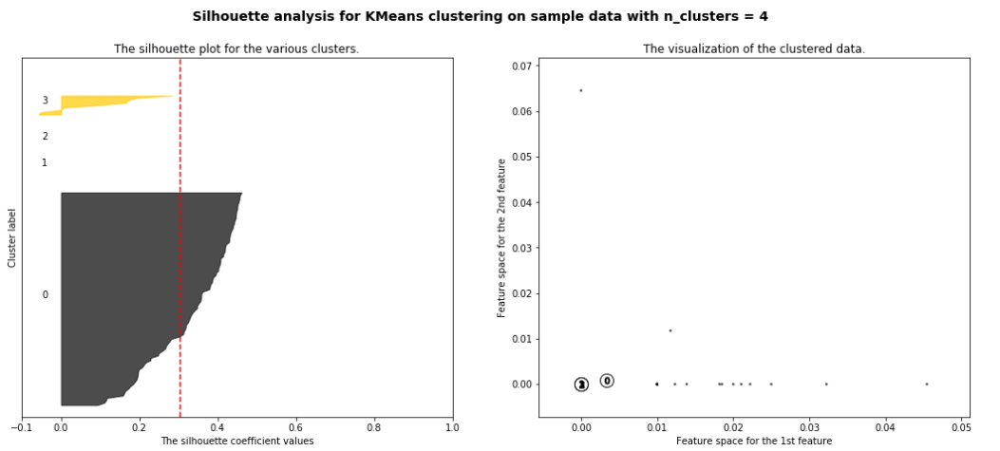 Silhouette analysis for KMeans clustering on sample data with n_clusters = 4
The silhouette plot for the various clusters.
3
2
1
0
Cluster label
−0.1 0.0 0.2 0.4 0.6 0.8 1.0
The silhouette coefficient values
The visualization of the clustered data.
0.07
0.06
0.05
0.04
0.03
0.02
0.01
0.00
Feature space for the 2nd feature
0
0.00 0.01 0.02 0.03 0.04 0.05
Feature space for the 1st feature